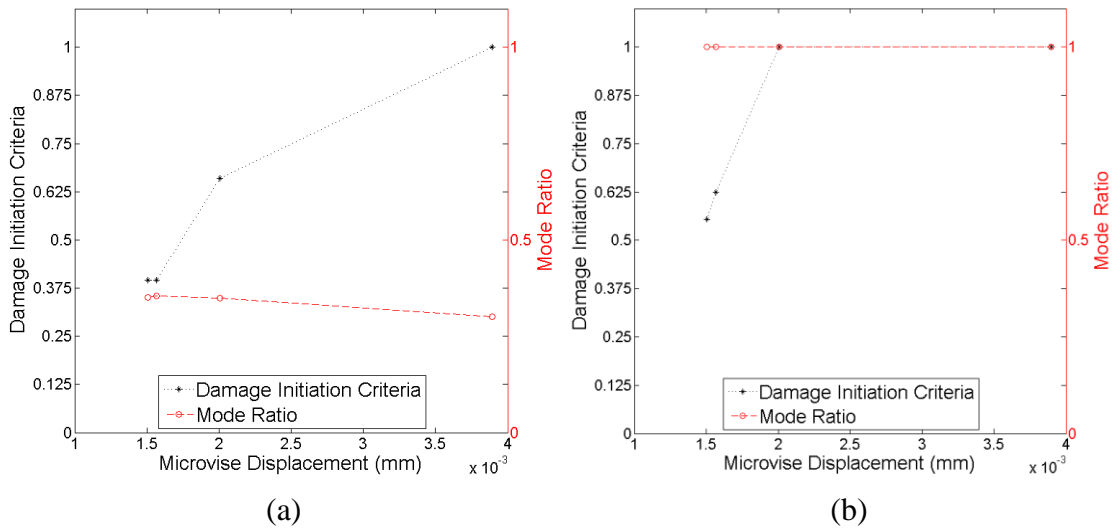 1
0.875
0.75
0.625
0.5
0.375
0.25
0.125
0
Damage Initiation Criteria
1
0.5
0
Mode Ratio
Damage Initiation Criteria
Mode Ratio
1 1.5 2 2.5 3 3.5 4
Microvise Displacement (mm)
x 10-3
(a)
1
0.875
0.75
0.625
0.5
0.375
0.25
0.125
0
Damage Initiation Criteria
1
0.5
0
Mode Ratio
Damage Initiation Criteria
Mode Ratio
1 1.5 2 2.5 3 3.5 4
Microvise Displacement (mm)
x 10-3
(b)